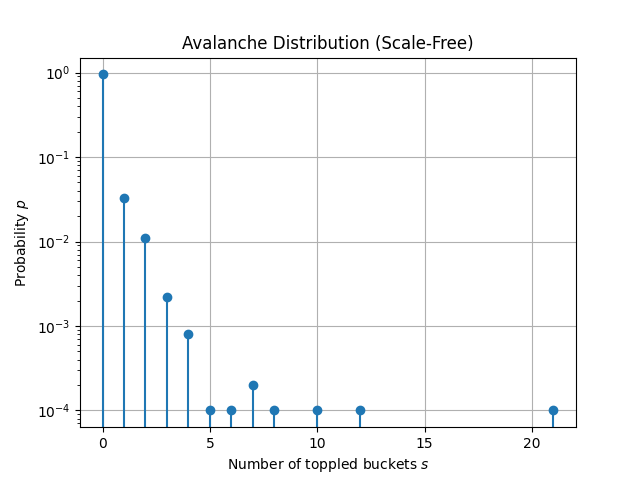 Avalanche Distribution (Scale-Free)
Probability p
10⁰
10⁻¹
10⁻²
10⁻³
10⁻⁴
0 5 10 15 20
Number of toppled buckets s